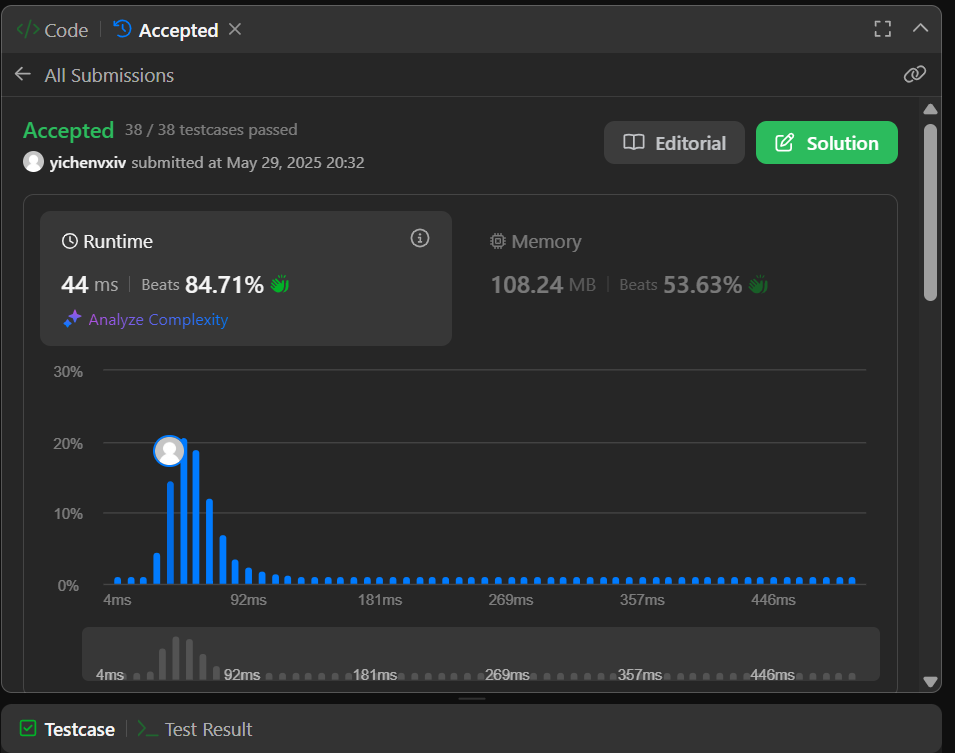 </> Code | Accepted ×
← All Submissions
Accepted 38 / 38 testcases passed
yichenvxiv submitted at May 29, 2025 20:32
Editorial
Solution
Runtime
44 ms | Beats 84.71%
Analyze Complexity
Memory
108.24 MB | Beats 53.63%
30%
20%
10%
0%
4ms 92ms 181ms 269ms 357ms 446ms
4ms 92ms 181ms 269ms 357ms 446ms
Testcase | >_ Test Result